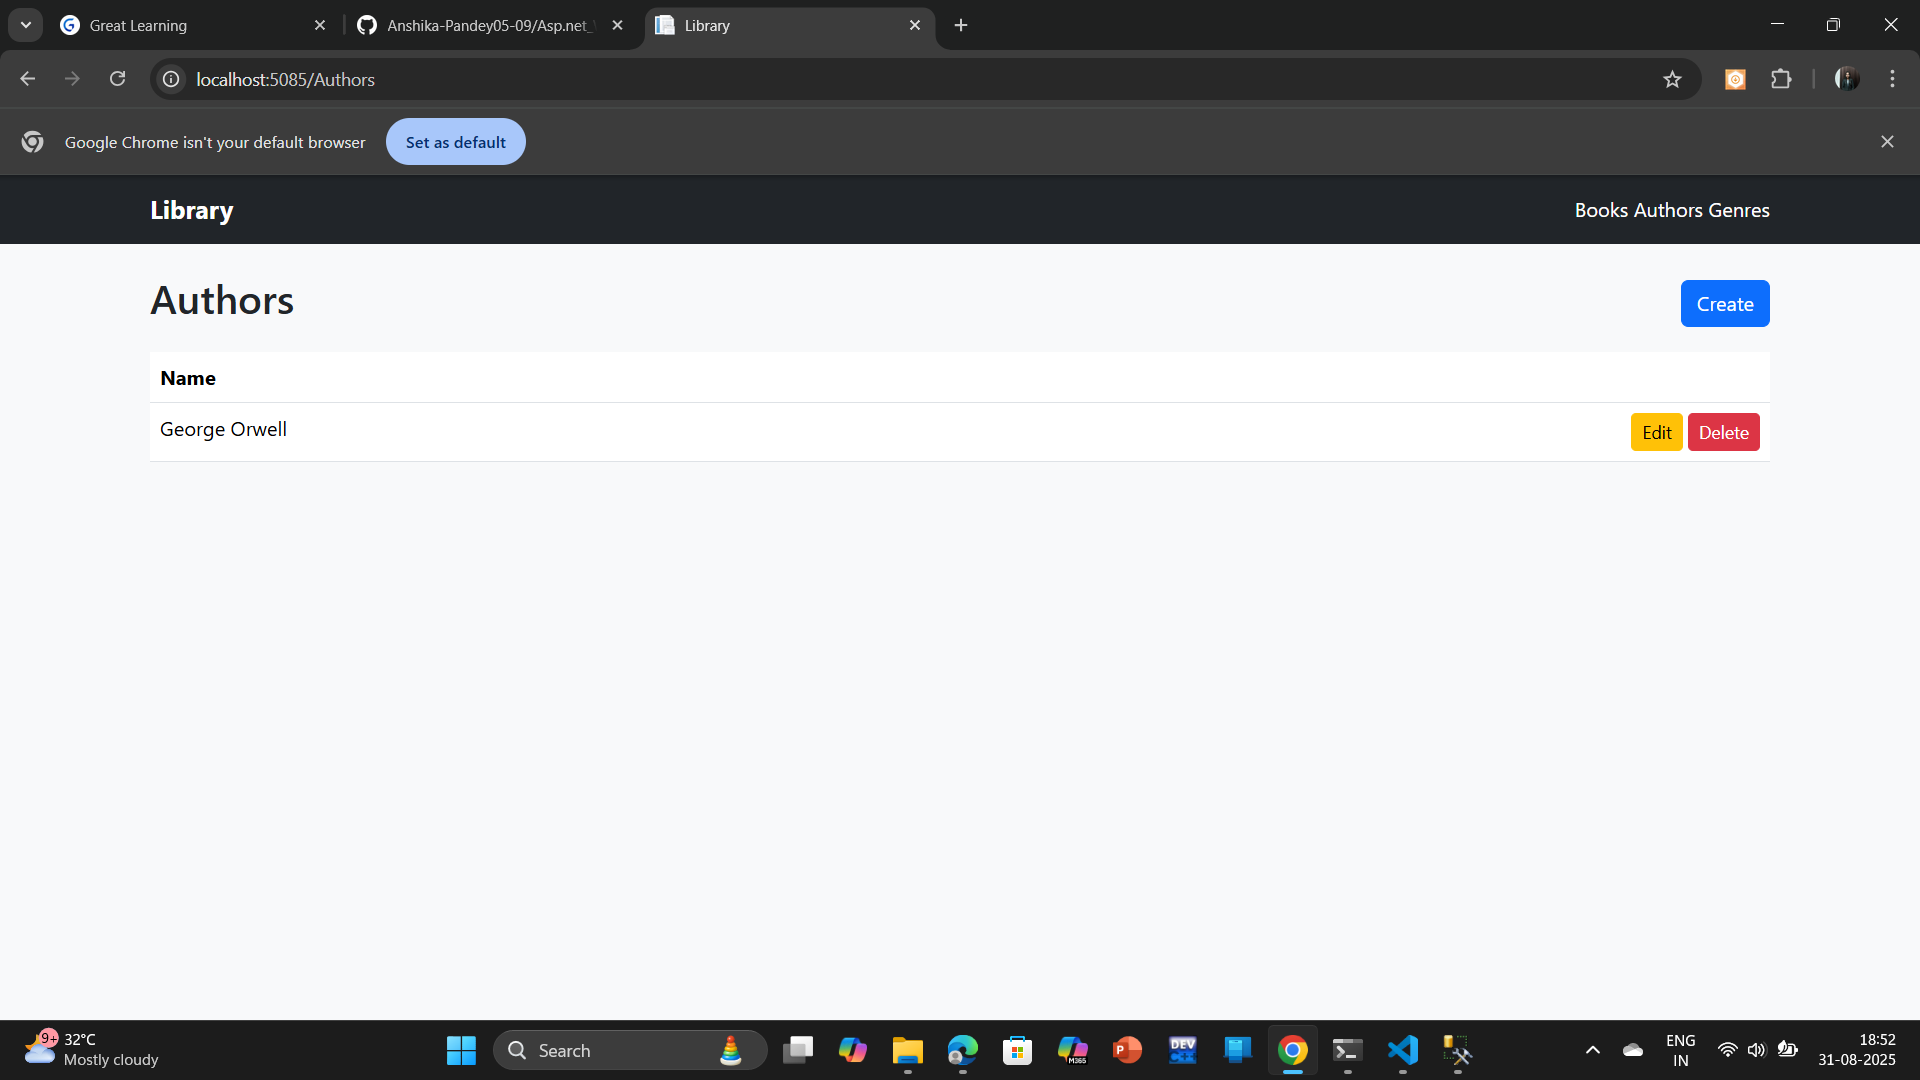 Great Learning
Anshika-Pandey05-09/Asp.net_
Library
localhost:5085/Authors
Google Chrome isn't your default browser
Set as default
Library
Books Authors Genres
Authors
Create
Name
George Orwell
Edit Delete
9+
32°C
Mostly cloudy
Search
M365
P
DEV
C++
ENG
IN
18:52
31-08-2025